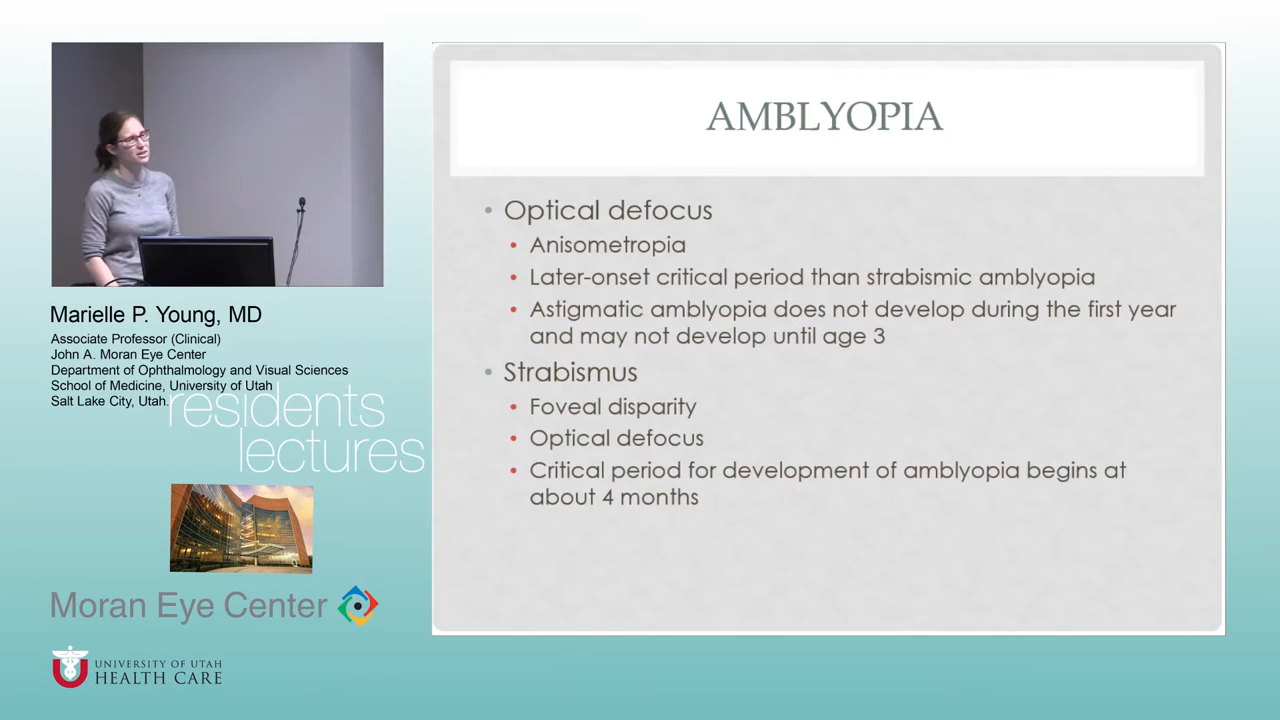 AMBLYOPIA
• Optical defocus
• Anisometropia
• Later-onset critical period than strabismic amblyopia
• Astigmatic amblyopia does not develop during the first year
and may not develop until age 3
• Strabismus
• Foveal disparity
• Optical defocus
• Critical period for development of amblyopia begins at
about 4 months
Marielle P. Young, MD
Associate Professor (Clinical)
John A. Moran Eye Center
Department of Ophthalmology and Visual Sciences
School of Medicine, University of Utah
Salt Lake City, Utah.
residents
lectures
Moran Eye Center
UNIVERSITY OF UTAH
HEALTH CARE